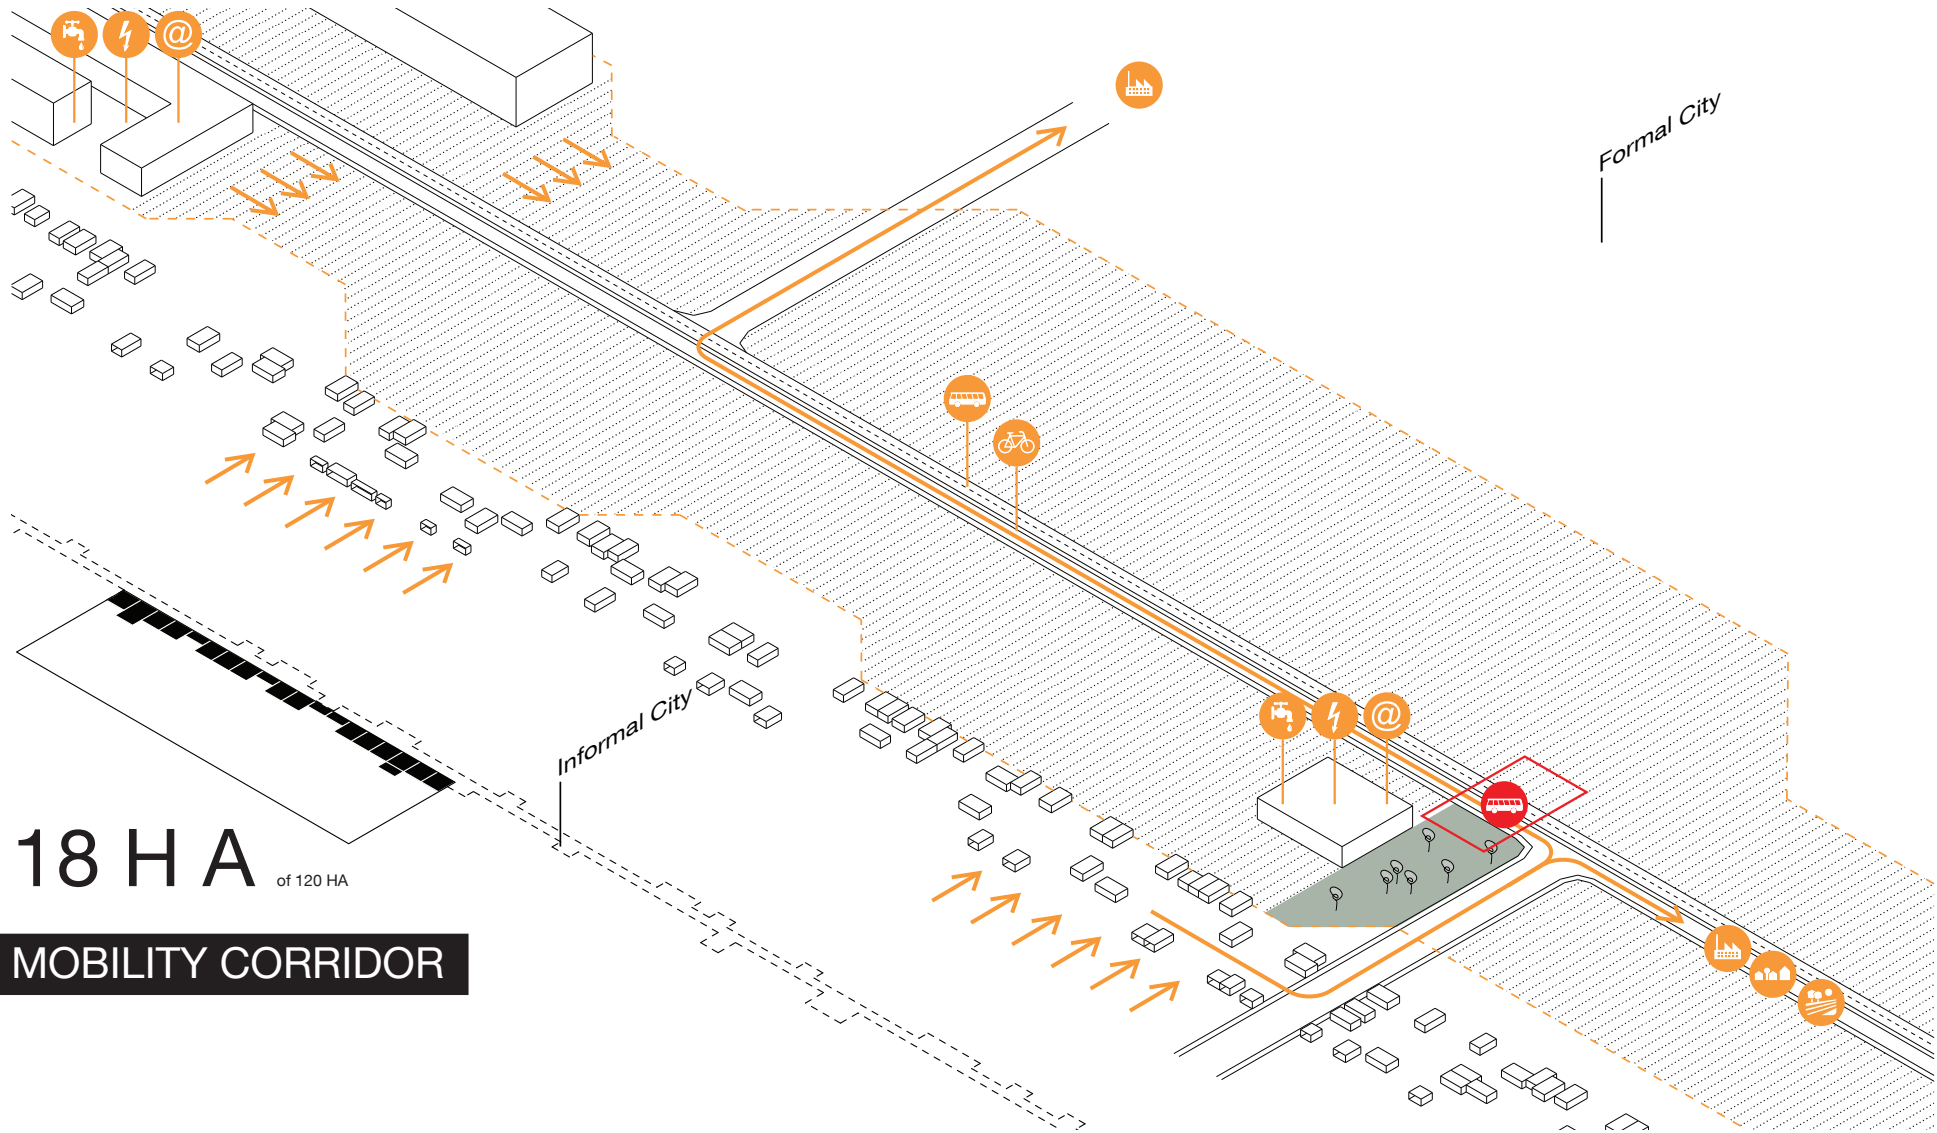 @
Formal City
@
Informal City
18 H A of 120 HA
MOBILITY CORRIDOR